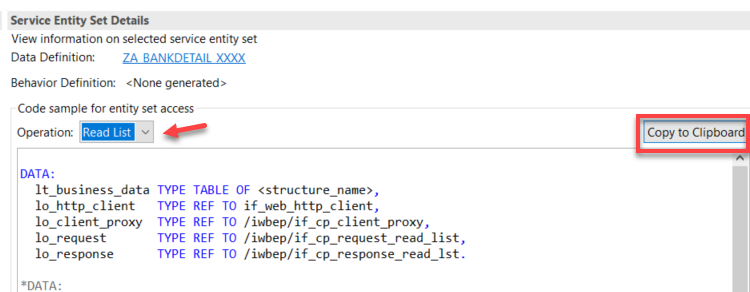 Service Entity Set Details
View information on selected service entity set
Data Definition: ZA_BANKDETAIL_XXXX
Behavior Definition: <None generated>
Code sample for entity set access
Operation: Read List Copy to Clipboard
DATA:
lt_business_data TYPE TABLE OF <structure_name>,
lo_http_client TYPE REF TO if_web_http_client,
lo_client_proxy TYPE REF TO /iwbep/if_cp_client_proxy,
lo_request TYPE REF TO /iwbep/if_cp_request_read_list,
lo_response TYPE REF TO /iwbep/if_cp_response_read_lst.
*DATA: